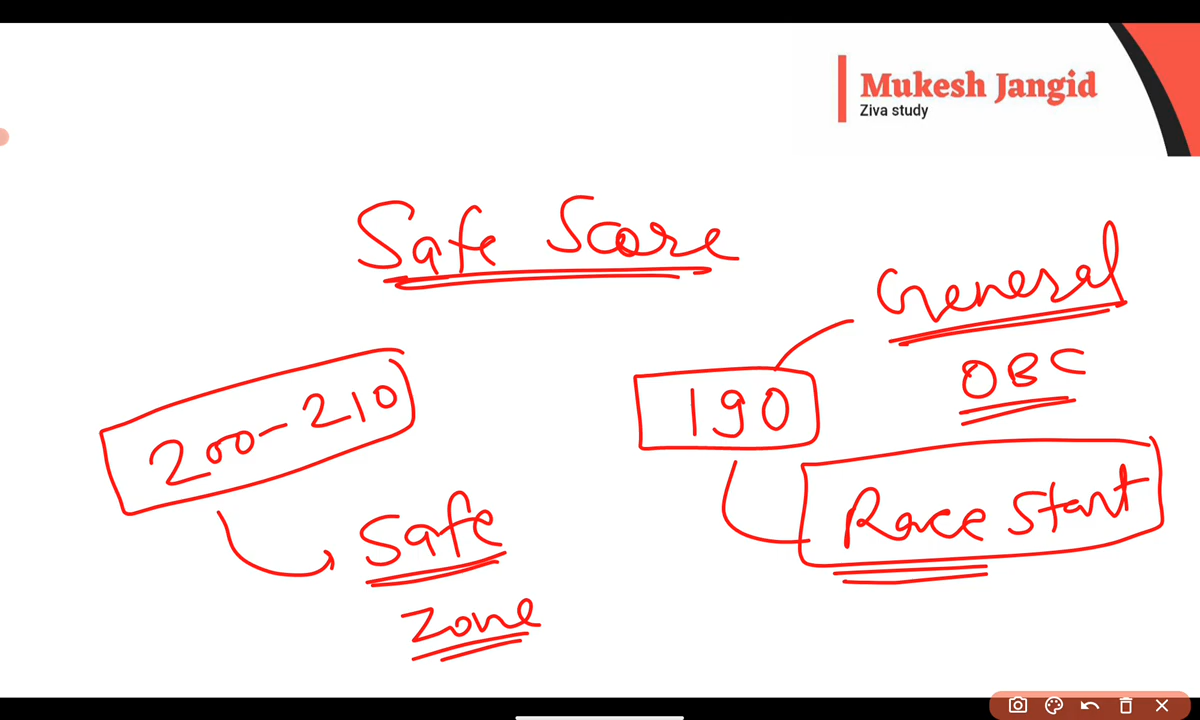 Mukesh Jangid
Ziva study
Safe Score
General
OBC
200-210
190
Safe
Zone
Race Start